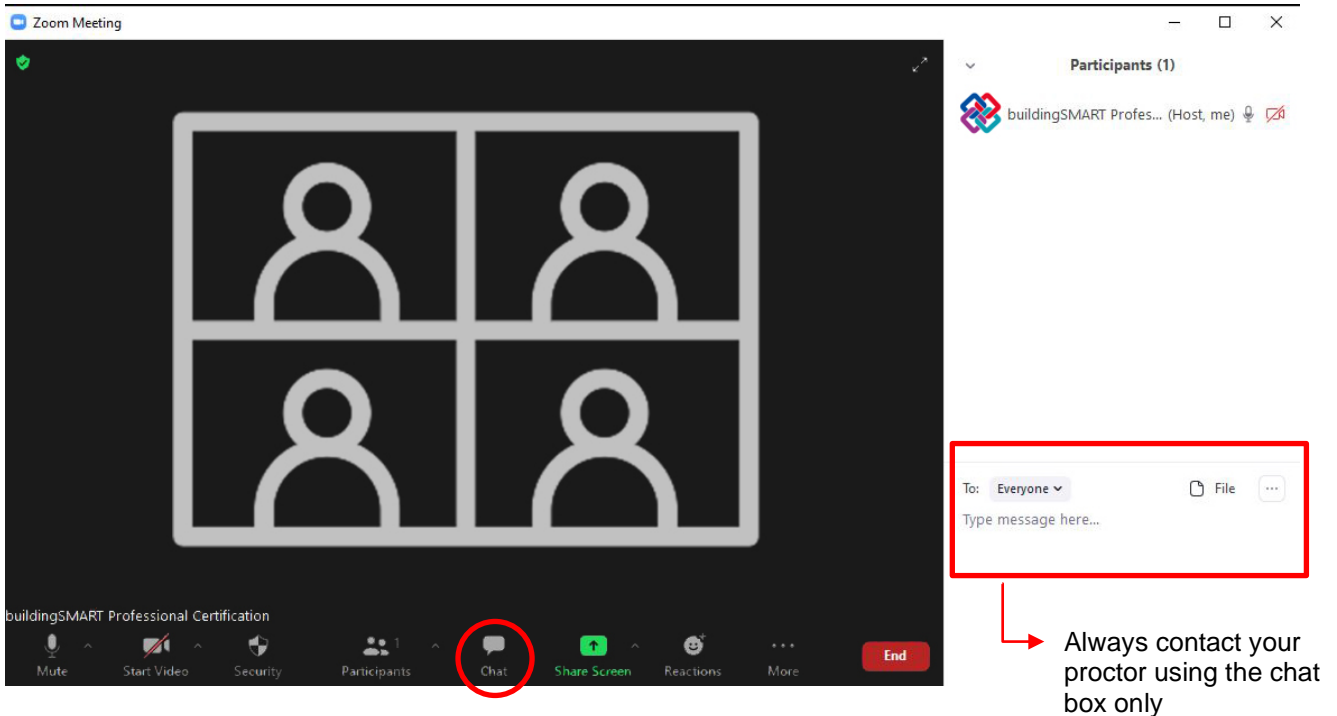 Zoom Meeting
Participants (1)
buildingSMART Profes... (Host, me)
To: Everyone File ...
Type message here...
buildingSMART Professional Certification
1
Mute Start Video Security Participants Chat Share Screen Reactions More End
Always contact your
proctor using the chat
box only